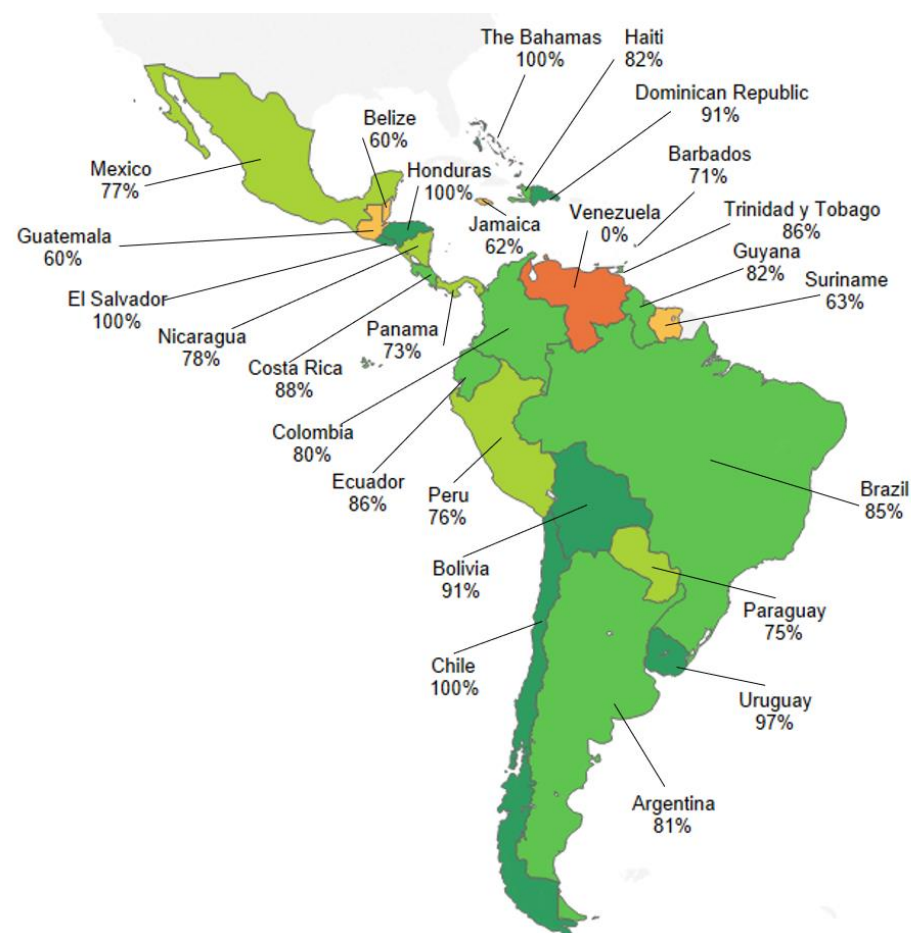 The Bahamas
100%
Haiti
82%
Dominican Republic
91%
Belize
60%
Barbados
71%
Mexico
77%
Honduras
100%
Jamaica
62%
Venezuela
0%
Trinidad y Tobago
86%
Guatemala
60%
Guyana
82%
Suriname
63%
El Salvador
100%
Nicaragua
78%
Panama
73%
Costa Rica
88%
Colombia
80%
Ecuador
86%
Peru
76%
Brazil
85%
Bolivia
91%
Paraguay
75%
Chile
100%
Uruguay
97%
Argentina
81%